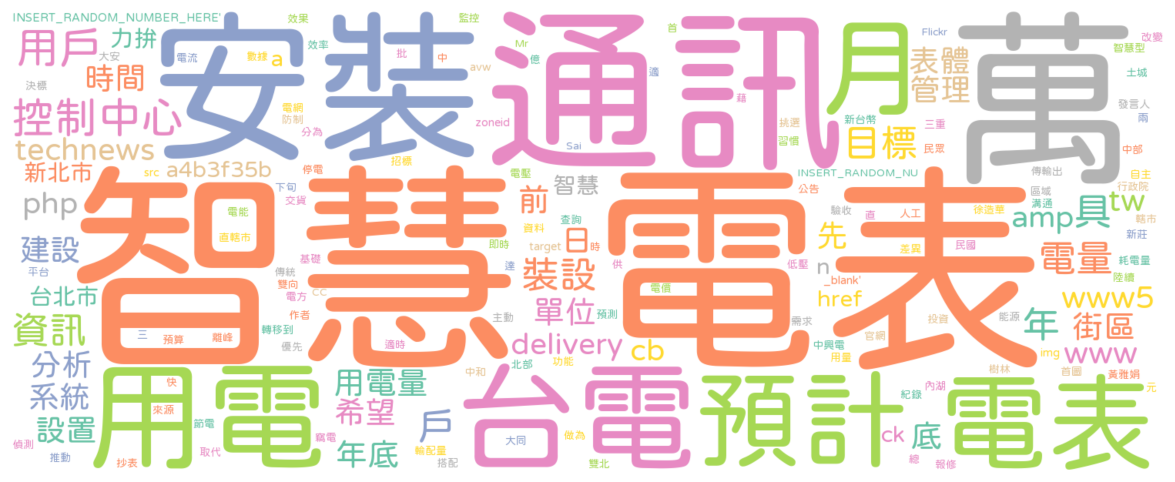 INSERT_RANDOM_NUMBER_HERE'
用戶
力拚
大安
決標
時間
控制中心
technews
a4b3f35b
src
安裝
電流
數線
a
效果
效率
電網
防制
分為
停電
招標
批
中
監控
avw
zoneid
Mr
億
Sai
通訊
適
普
藉
挑選
習慣
月
Flickr
表體
管理
目標
新台幣
三重
民眾
萬
改變
智慧型
土城
發言人
兩
中部
傳輸出
自主
行政院
轄市
新北市
php
建設
平台
台北市
資訊
智慧電表
電能
直轄市
下旬
交貨
傳統
雙向
基礎
電方
cc
作者
轉移到
優先
適時
三
預算
離峰
電壓
即時
達
主動
智慧
前
查詢
資料
target
日
時
裝設
單位
預測
供
delivery
cb
功能
北部
中和
INSERT_RANDOM_NU
公告
驗收
直
人工
徐造華
先
差異
民國
電價
低壓
n
_blank'
href
需求
中興電
用量
官網
投資
能源
樹林
區域
溝通
amp
具
tw
新莊
電量
耗電量
陸續
www5
年
街區
img
www
首圖
黃雅娟
分析
系統
設置
偵測
推動
用電
快
來源
抄表
節電
取代
竊電
用電量
希望
年底
戶
輸配量
搭配
台電
大同
做為
雙北
預計
ck
底
總
報修
紀錄
內湖
電表
元